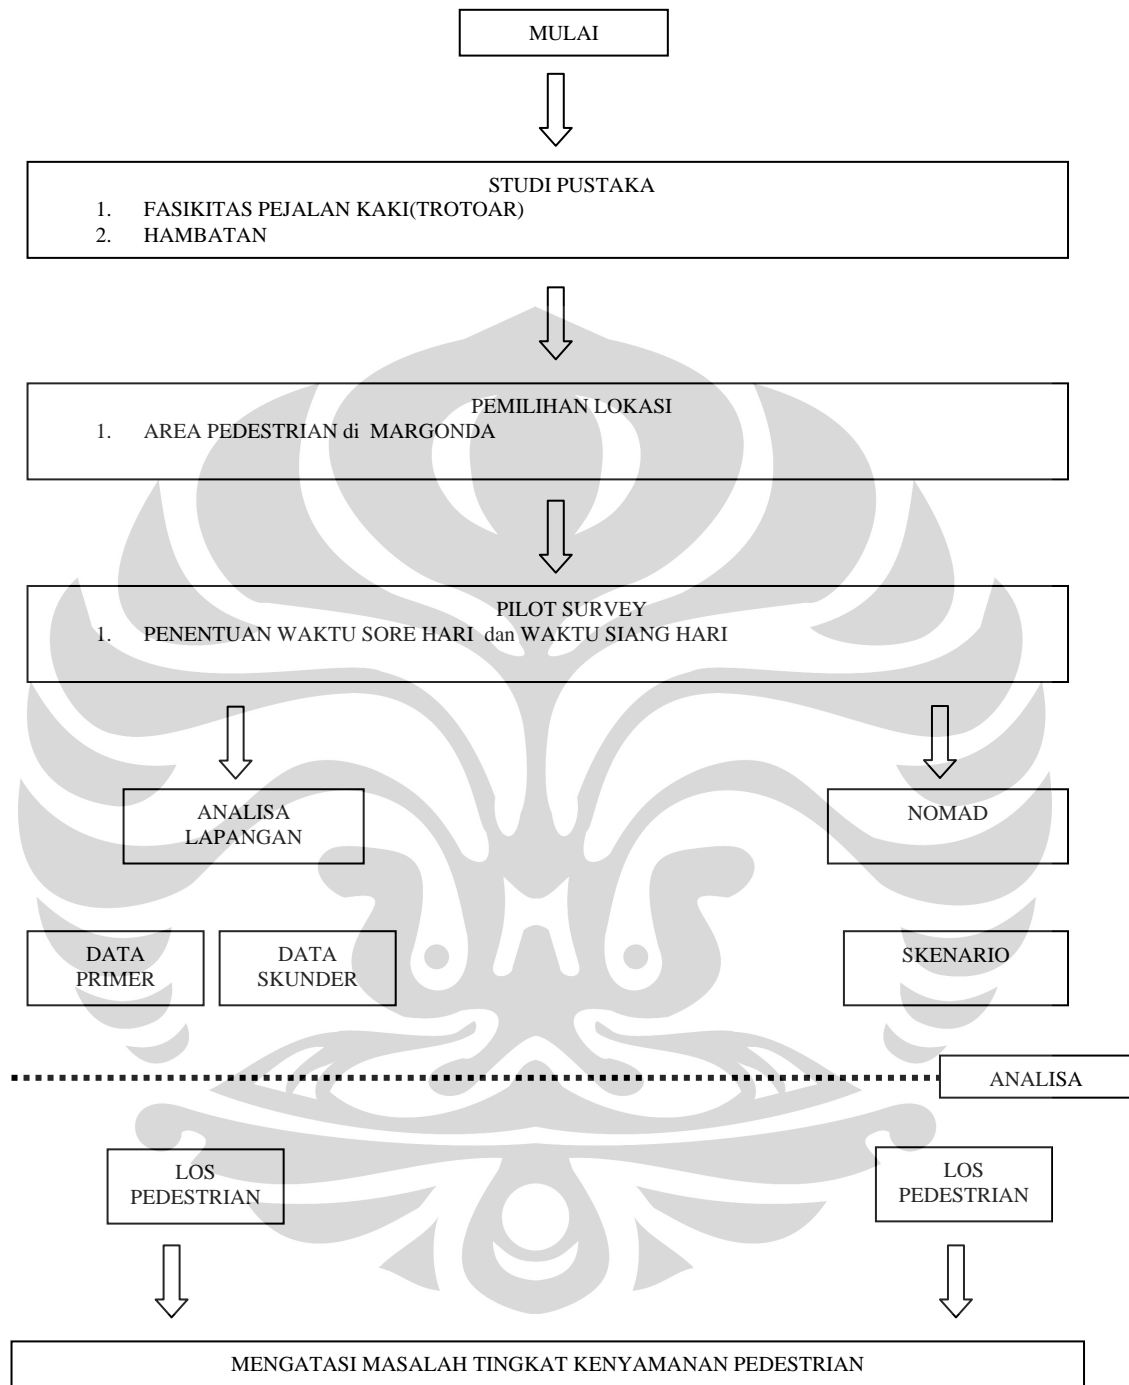 MULAI
STUDI PUSTAKA
1. FASIKITAS PEJALAN KAKI(TROTOAR)
2. HAMBATAN
PEMILIHAN LOKASI
1. AREA PEDESTRIAN di MARGONDA
PILOT SURVEY
1. PENENTUAN WAKTU SORE HARI dan WAKTU SIANG HARI
ANALISA
LAPANGAN
NOMAD
DATA
PRIMER
DATA
SKUNDER
SKENARIO
ANALISA
LOS
PEDESTRIAN
LOS
PEDESTRIAN
MENGATASI MASALAH TINGKAT KENYAMANAN PEDESTRIAN